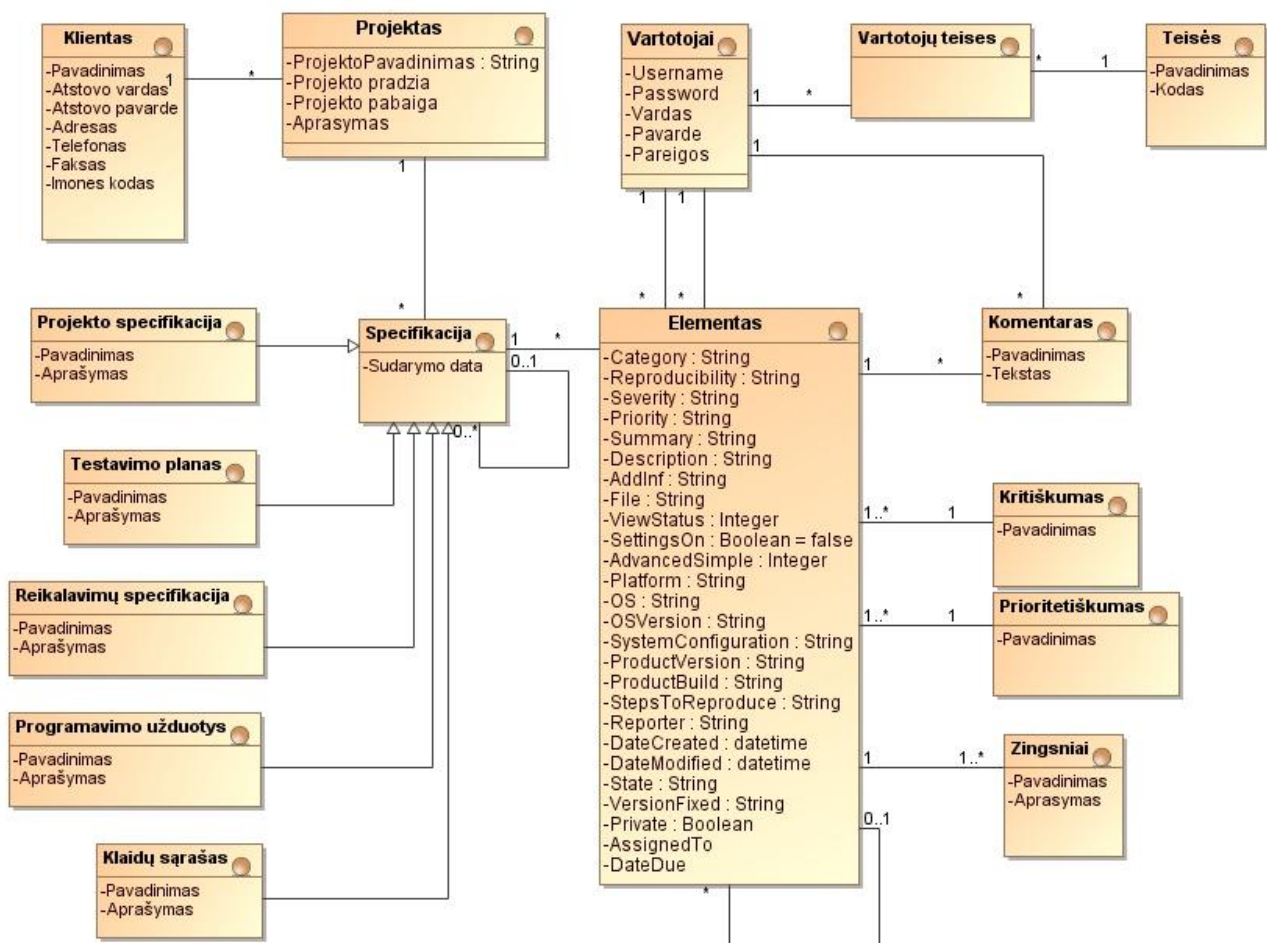 Klientas
-Pavadinimas
-Atstovo vardas
-Atstovo pavarde
-Adresas
-Telefonas
-Faksas
-Imones kodas
1
*
Projektas
-ProjektoPavadinimas : String
-Projekto pradzia
-Projekto pabaiga
-Aprasymas
1
*
Vartotojai
-Username
-Password
-Vardas
-Pavarde
-Pareigos
1
*
1
1
1
Vartotojų teises
*
1
Teisės
-Pavadinimas
-Kodas
Projekto specifikacija
-Pavadinimas
-Aprašymas
Specifikacija
-Sudarymo data
1
*
0..1
0..*
Testavimo planas
-Pavadinimas
-Aprašymas
Reikalavimų specifikacija
-Pavadinimas
-Aprašymas
Programavimo užduotys
-Pavadinimas
-Aprašymas
Klaidų sąrašas
-Pavadinimas
-Aprašymas
*
*
Elementas
-Category : String
-Reproducibility : String
-Severity : String
-Priority : String
-Summary : String
-Description : String
-AddInf : String
-File : String
-ViewStatus : Integer
-SettingsOn : Boolean = false
-AdvancedSimple : Integer
-Platform : String
-OS : String
-OSVersion : String
-SystemConfiguration : String
-ProductVersion : String
-ProductBuild : String
-StepsToReproduce : String
-Reporter : String
-DateCreated : datetime
-DateModified : datetime
-State : String
-VersionFixed : String
-Private : Boolean
-AssignedTo
-DateDue
*
0..1
*
Komentaras
-Pavadinimas
-Tekstas
1
*
Kritiškumas
-Pavadinimas
1..*
1
Prioritetiškumas
-Pavadinimas
1..*
1
Zingsniai
-Pavadinimas
-Aprasymas
1
1..*